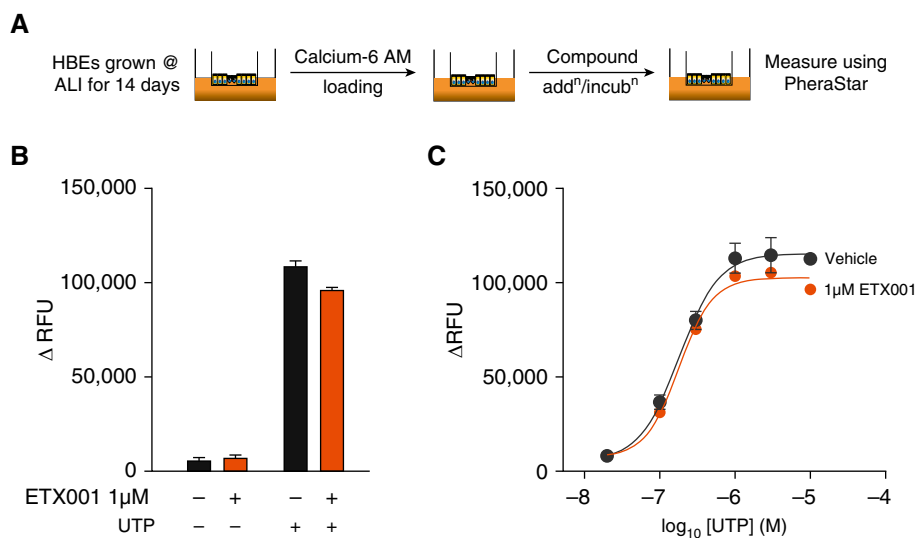 A
HBEs grown @
ALI for 14 days
Calcium-6 AM
loading
Compound
addⁿ/incubⁿ
Measure using
PheraStar
B
150,000
100,000
50,000
0
Δ RFU
ETX001 1μM – + – +
UTP – – + +
C
150,000
100,000
50,000
0
ΔRFU
Vehicle
1μM ETX001
–8 –7 –6 –5 –4
log₁₀ [UTP] (M)